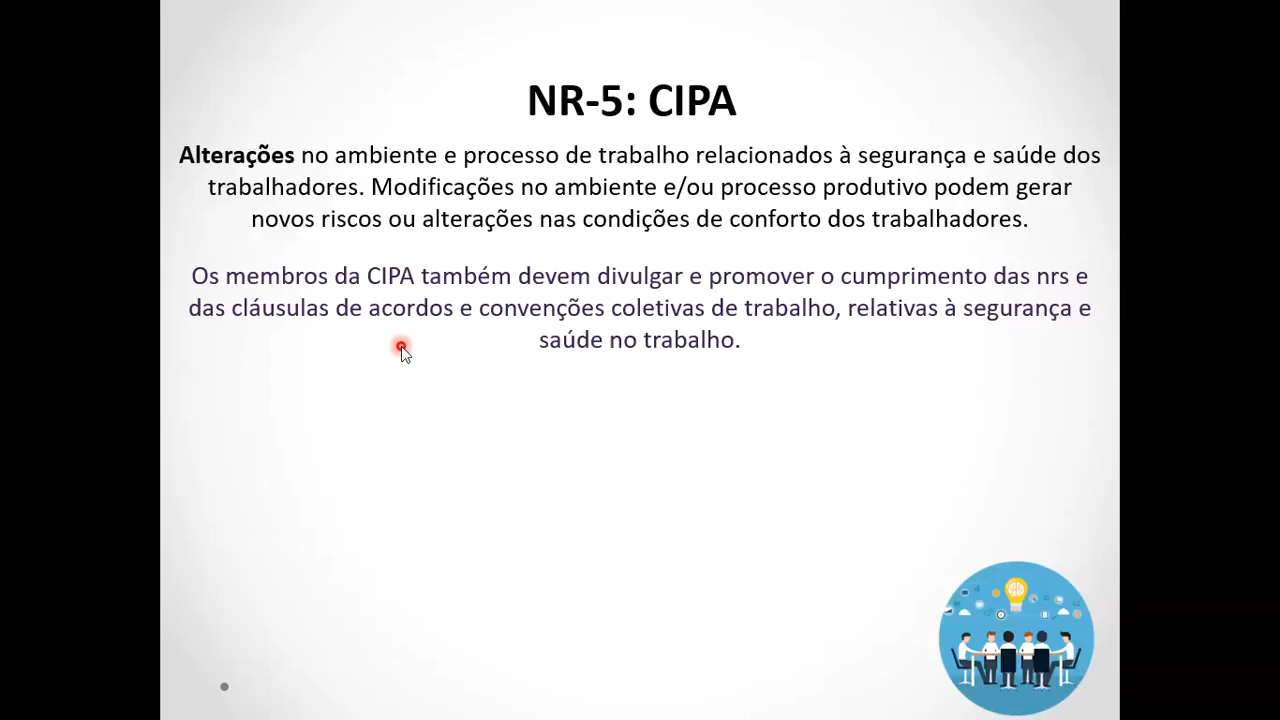 NR-5: CIPA
Alterações no ambiente e processo de trabalho relacionados à segurança e saúde dos
trabalhadores. Modificações no ambiente e/ou processo produtivo podem gerar
novos riscos ou alterações nas condições de conforto dos trabalhadores.
Os membros da CIPA também devem divulgar e promover o cumprimento das nrs e
das cláusulas de acordos e convenções coletivas de trabalho, relativas à segurança e
saúde no trabalho.